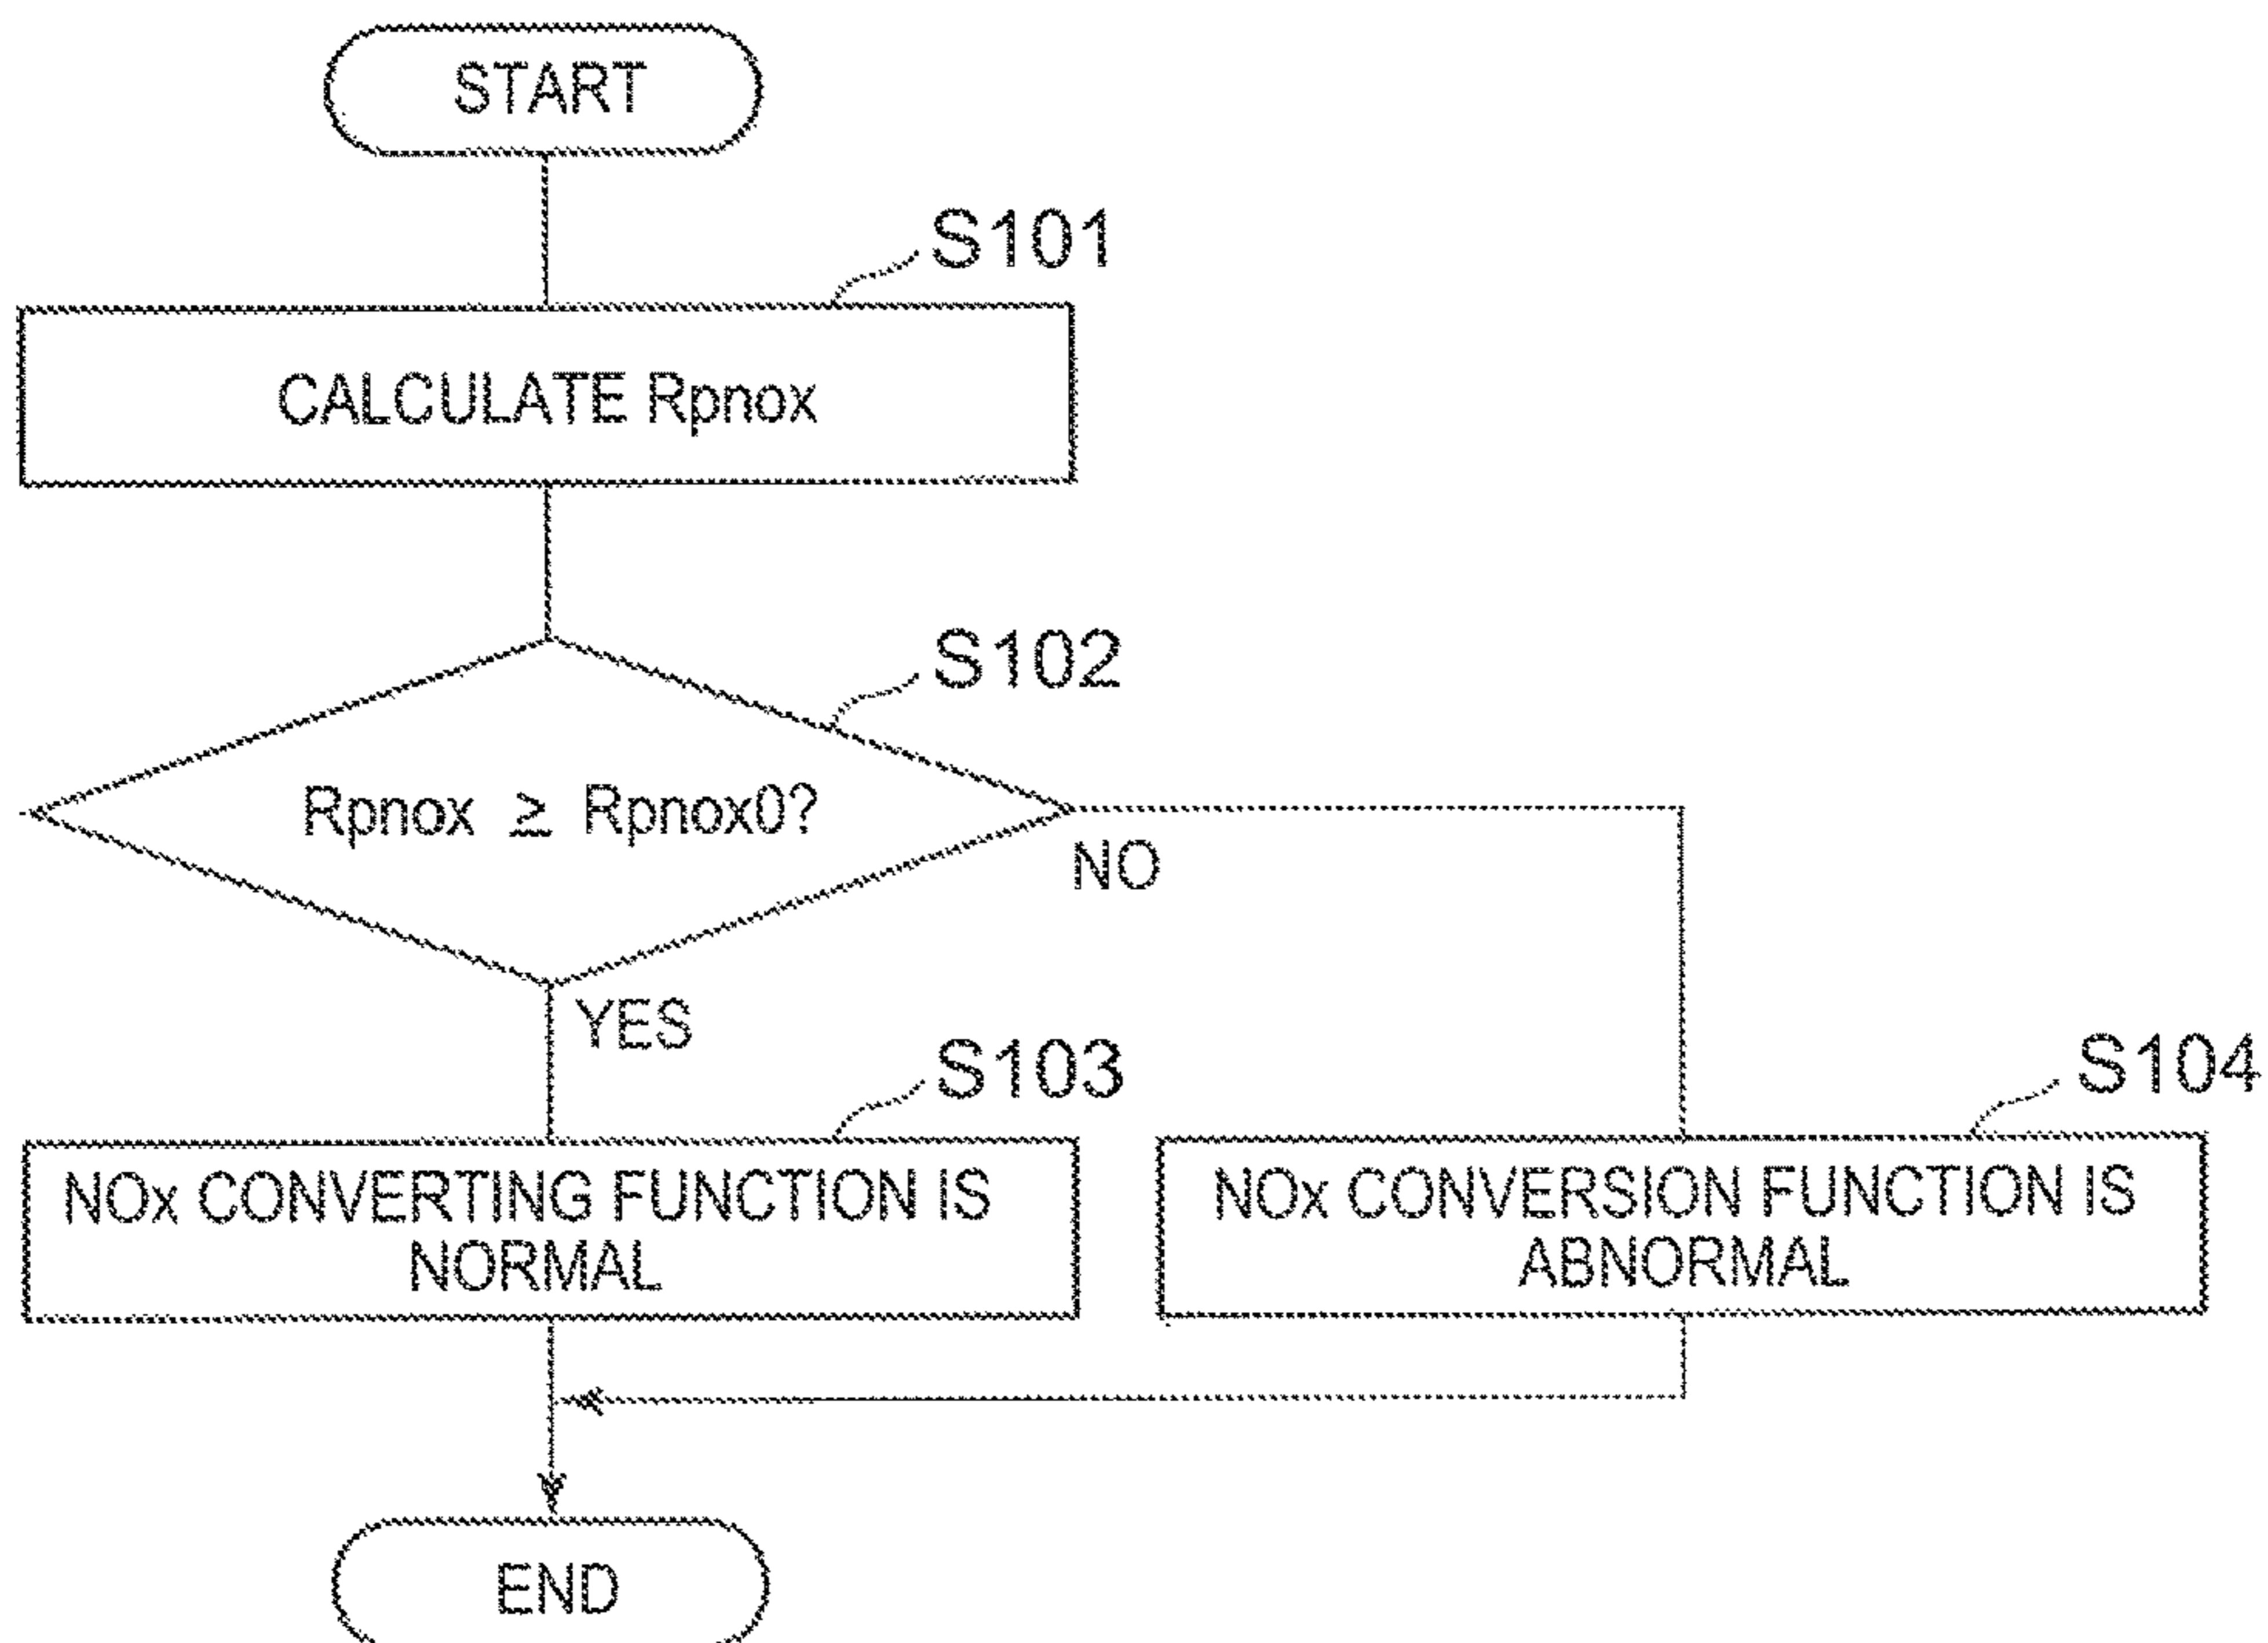 START
S101
CALCULATE Rpnox
S102
Rpnox ≥ Rpnox0?
NO
YES
S103
S104
NOx CONVERTING FUNCTION IS
NORMAL
NOx CONVERSION FUNCTION IS
ABNORMAL
END